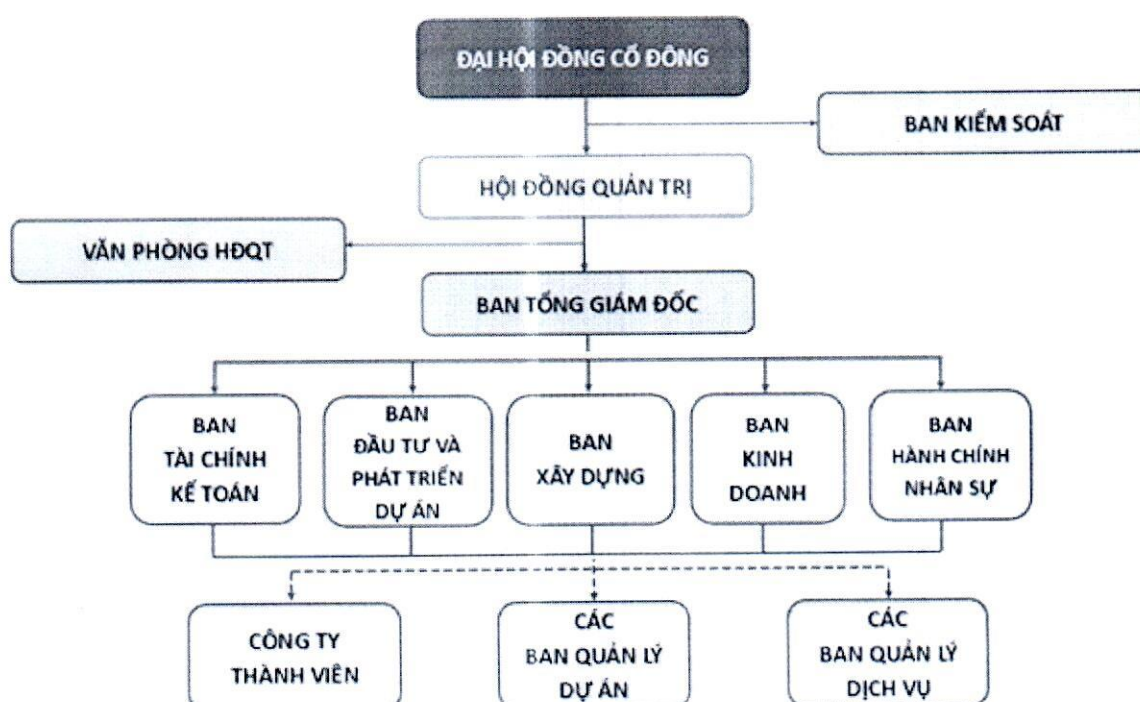 ĐẠI HỘI ĐỒNG CỔ ĐÔNG
BAN KIỂM SOÁT
HỘI ĐỒNG QUẢN TRỊ
VĂN PHÒNG HĐQT
BAN TỔNG GIÁM ĐỐC
BAN
TÀI CHÍNH
KẾ TOÁN
BAN
ĐẦU TƯ VÀ
PHÁT TRIỂN
DỰ ÁN
BAN
XÂY DỰNG
BAN
KINH
DOANH
BAN
HÀNH CHÍNH
NHÂN SỰ
CÔNG TY
THÀNH VIÊN
CÁC
BAN QUẢN LÝ
DỰ ÁN
CÁC
BAN QUẢN LÝ
DỊCH VỤ